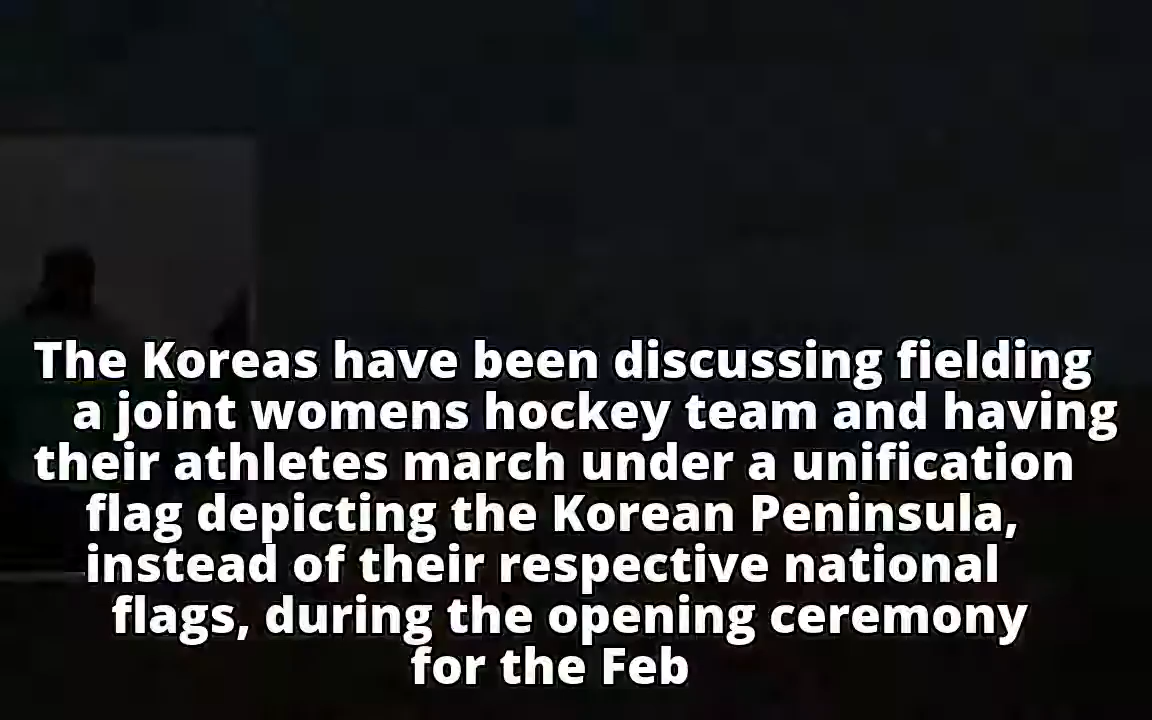 The Koreas have been discussing fielding
a joint womens hockey team and having
their athletes march under a unification
flag depicting the Korean Peninsula,
instead of their respective national
flags, during the opening ceremony
for the Feb